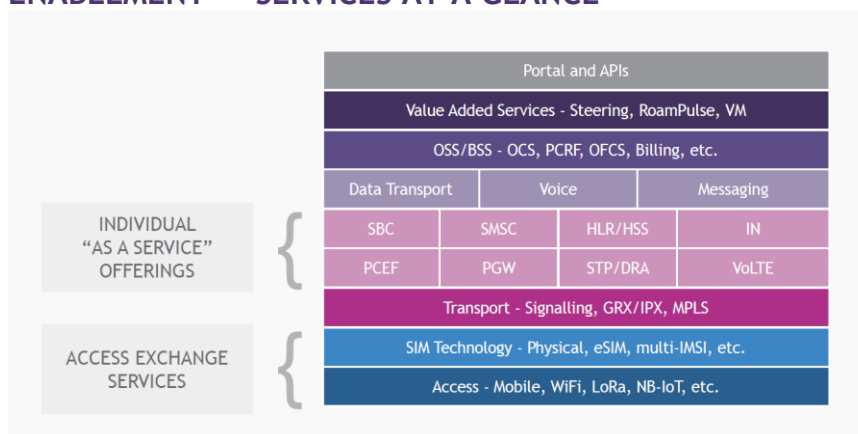 ENABLEMENT – SERVICES AT A GLANCE
Portal and APIs
Value Added Services - Steering, RoamPulse, VM
OSS/BSS - OCS, PCRF, OFCS, Billing, etc.
Data Transport Voice Messaging
INDIVIDUAL
“AS A SERVICE”
OFFERINGS
SBC SMSC HLR/HSS IN
PCEF PGW STP/DRA VoLTE
Transport - Signalling, GRX/IPX, MPLS
ACCESS EXCHANGE
SERVICES
SIM Technology - Physical, eSIM, multi-IMSI, etc.
Access - Mobile, WiFi, LoRa, NB-IoT, etc.